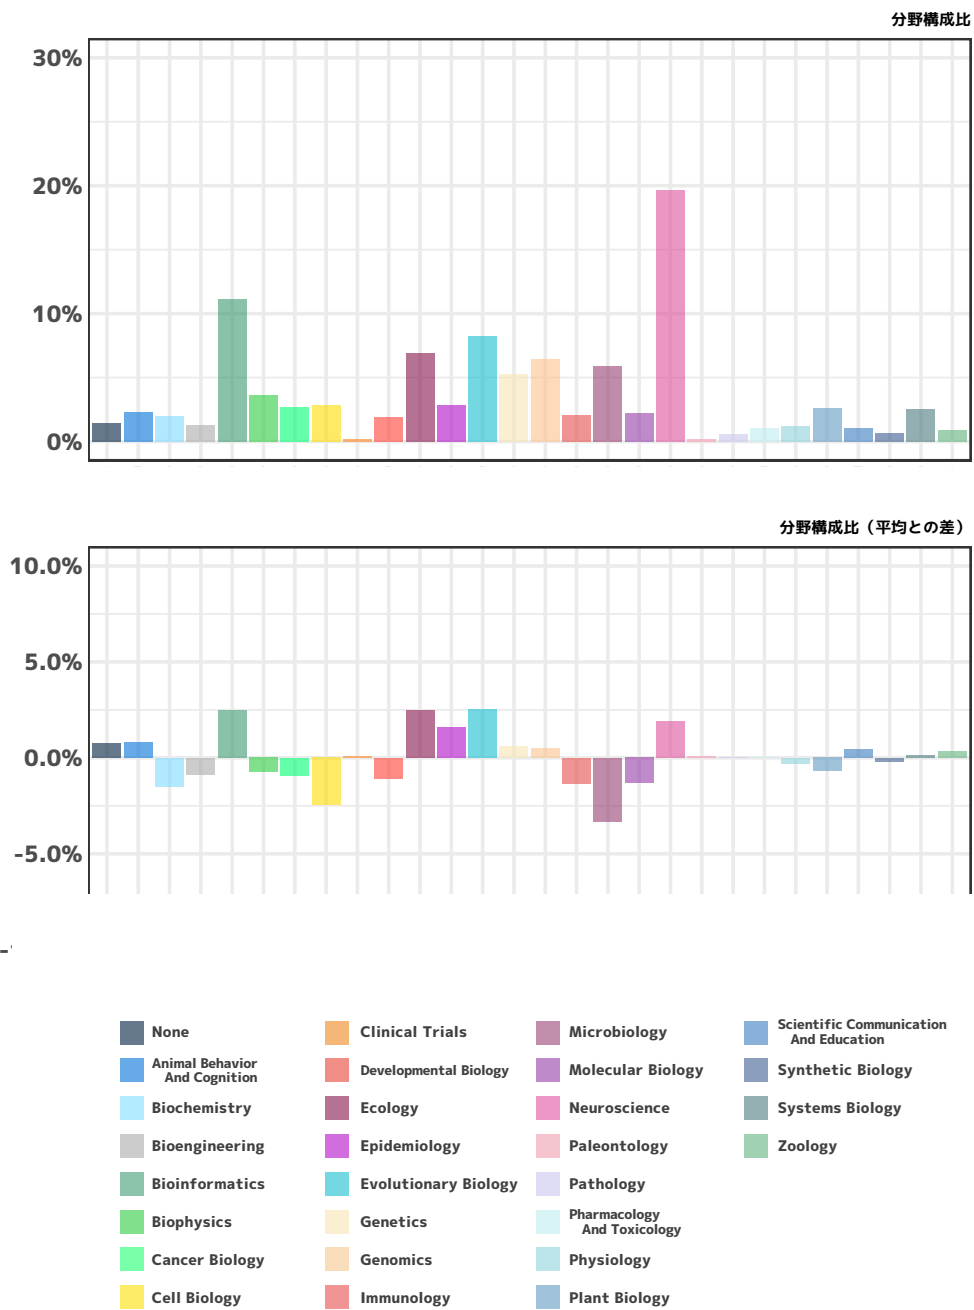 分野構成比
30%
20%
10%
0%
分野構成比（平均との差）
10.0%
5.0%
0.0%
-5.0%
None
Animal Behavior
And Cognition
Biochemistry
Bioengineering
Bioinformatics
Biophysics
Cancer Biology
Cell Biology
Clinical Trials
Developmental Biology
Ecology
Epidemiology
Evolutionary Biology
Genetics
Genomics
Immunology
Microbiology
Molecular Biology
Neuroscience
Paleontology
Pathology
Pharmacology
And Toxicology
Physiology
Plant Biology
Scientific Communication
And Education
Synthetic Biology
Systems Biology
Zoology